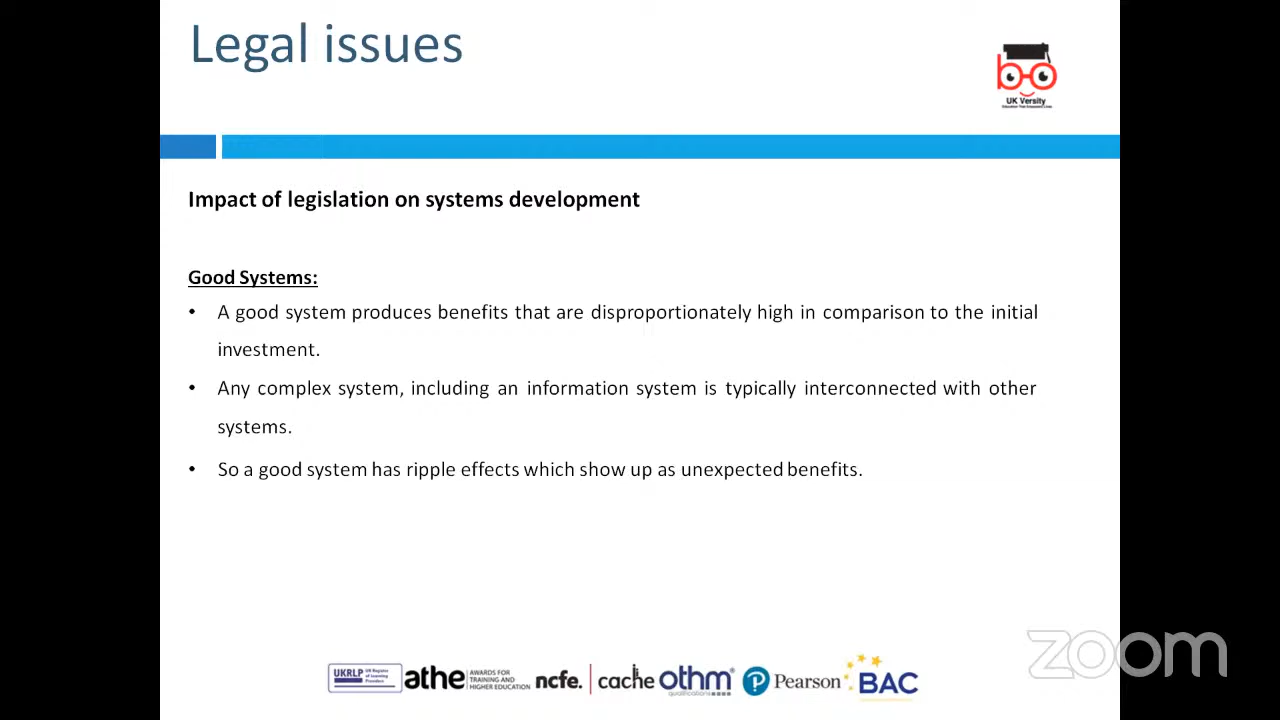 Legal issues
UK Versity
Impact of legislation on systems development
Good Systems:
• A good system produces benefits that are disproportionately high in comparison to the initial
investment.
• Any complex system, including an information system is typically interconnected with other
systems.
• So a good system has ripple effects which show up as unexpected benefits.
zoom
UKRLP UK Register
of Learning
Providers
athe AWARDS FOR
TRAINING AND
HIGHER EDUCATION
ncfe. cache
othm
qualifications
Pearson
BAC